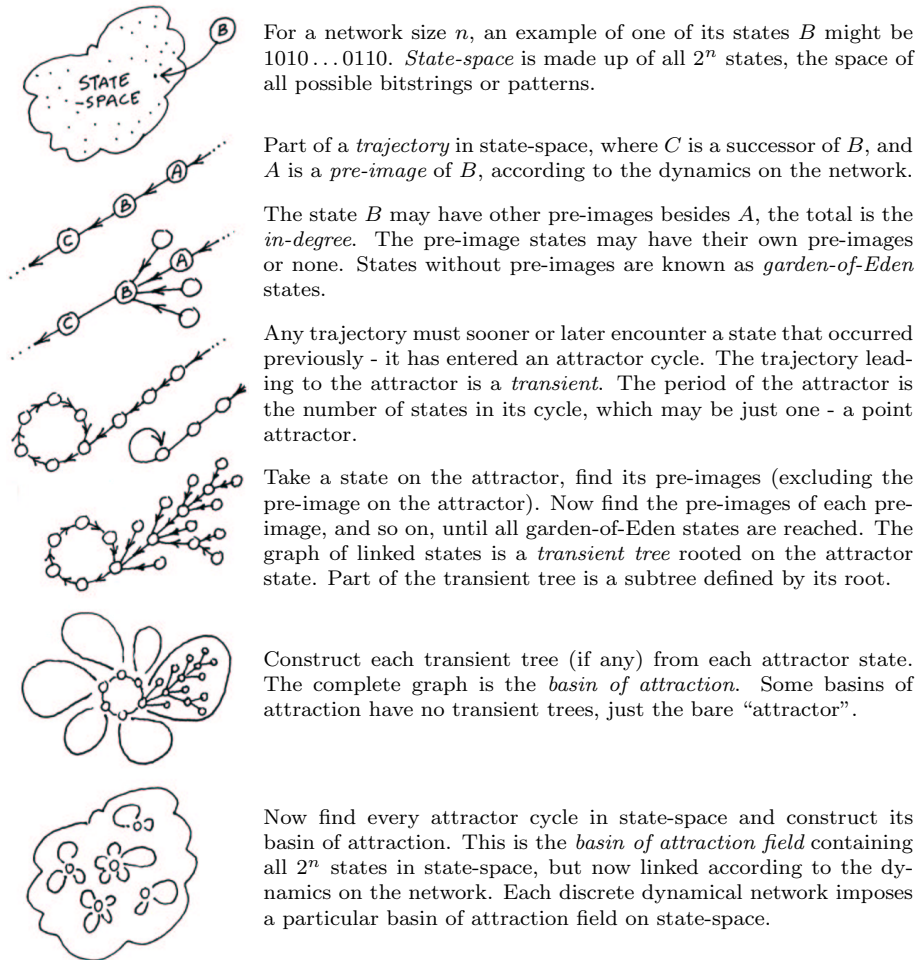 B
STATE
-SPACE
For a network size n, an example of one of its states B might be
1010...0110. State-space is made up of all 2^n states, the space of
all possible bitstrings or patterns.
A
B
C
Part of a trajectory in state-space, where C is a successor of B, and
A is a pre-image of B, according to the dynamics on the network.
A
B
C
The state B may have other pre-images besides A, the total is the
in-degree. The pre-image states may have their own pre-images
or none. States without pre-images are known as garden-of-Eden
states.
Any trajectory must sooner or later encounter a state that occurred
previously - it has entered an attractor cycle. The trajectory lead-
ing to the attractor is a transient. The period of the attractor is
the number of states in its cycle, which may be just one - a point
attractor.
Take a state on the attractor, find its pre-images (excluding the
pre-image on the attractor). Now find the pre-images of each pre-
image, and so on, until all garden-of-Eden states are reached. The
graph of linked states is a transient tree rooted on the attractor
state. Part of the transient tree is a subtree defined by its root.
Construct each transient tree (if any) from each attractor state.
The complete graph is the basin of attraction. Some basins of
attraction have no transient trees, just the bare “attractor”.
Now find every attractor cycle in state-space and construct its
basin of attraction. This is the basin of attraction field containing
all 2^n states in state-space, but now linked according to the dy-
namics on the network. Each discrete dynamical network imposes
a particular basin of attraction field on state-space.